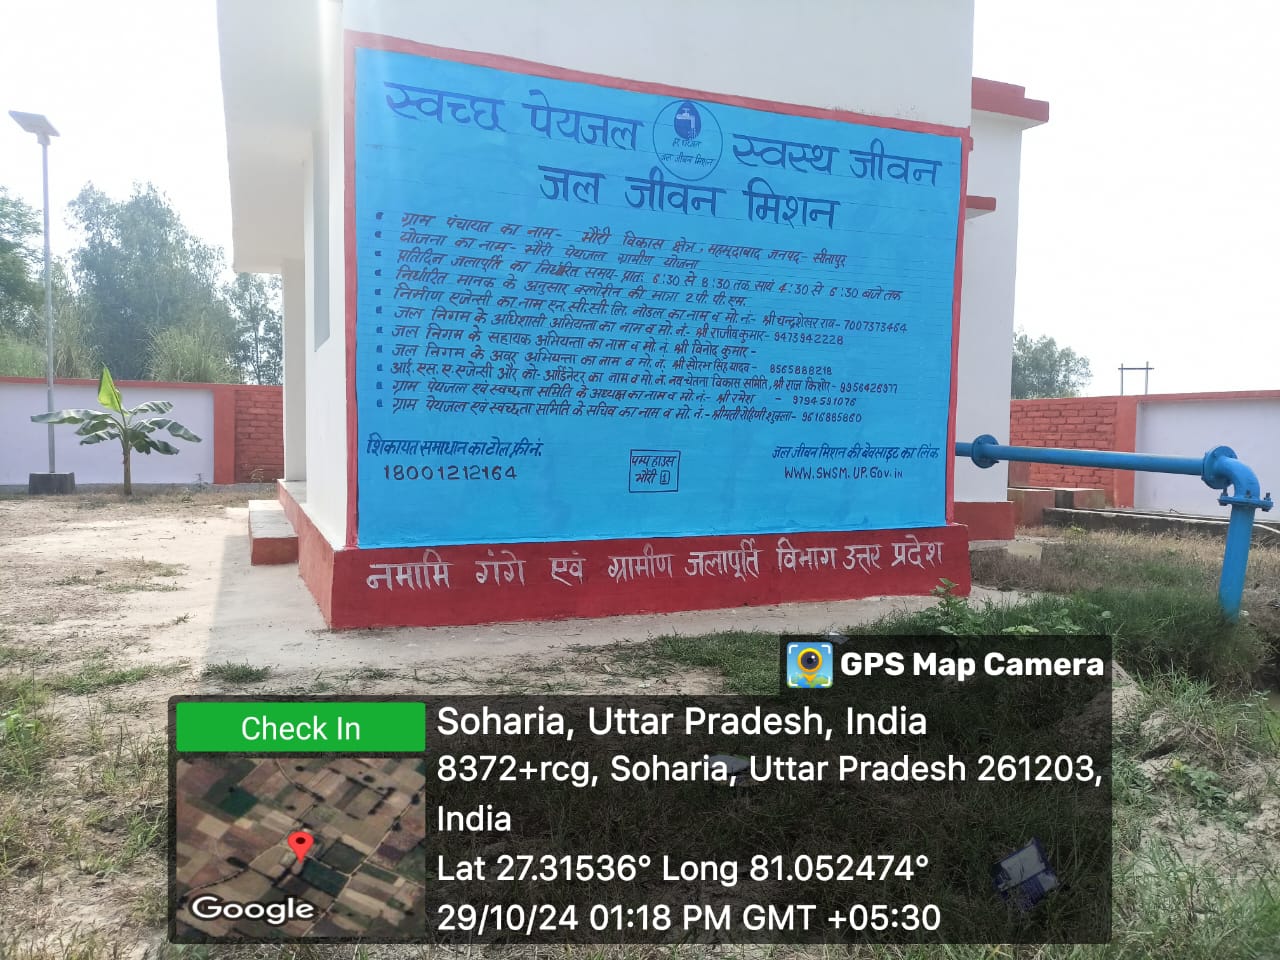 स्वच्छ पेयजल स्वस्थ जीवन
हर घर जल
जल जीवन मिशन
जल जीवन मिशन
ग्राम पंचायत का नाम- मौंरी विकास क्षेत्र, महमूदाबाद जनपद- सीतापुर
योजना का नाम- मौंरी पेयजल ग्रामीण योजना
प्रतिदिन जलापूर्ति का निर्धारित समय- प्रातः 6:30 से 8:30 तक सायं 4:30 से 6:30 बजे तक
निर्धारित मानक के अनुसार क्लोरीन की मात्रा 2 पी. पी. एम.
निर्माण एजेन्सी का नाम एन. सी. सी. लि. नोडल का नाम व मो. नं.- श्री चन्द्रशेखर राव- 7007373464
जल निगम के अधिशासी अभियन्ता का नाम व मो. नं.- श्री राजीव कुमार- 9473942228
जल निगम के सहायक अभियन्ता का नाम व मो. नं. श्री विनोद कुमार -
जल निगम के अवर अभियन्ता का नाम व मो. नं. श्री सौरभ सिंह यादव - 8565888218
आई. एस. ए. एजेन्सी और को-आर्डिनेटर का नाम व मो. नं. नव चेतना विकास समिति, श्री राज किशोर- 9956426977
ग्राम पेयजल एवं स्वच्छता समिति के अध्यक्ष का नाम व मो. नं.- श्री रमेश - 9794591076
ग्राम पेयजल एवं स्वच्छता समिति के सचिव का नाम व मो. नं.- श्रीमती रोहिणी शुक्ला- 9616885860
शिकायत समाधान का टोल फ्री नं.
18001212164
पम्प हाउस
मौंरी 1
जल जीवन मिशन की वेबसाइट का लिंक
WWW.SWSM.UP.Gov.in
नमामि गंगे एवं ग्रामीण जलापूर्ति विभाग उत्तर प्रदेश
GPS Map Camera
Check In
Google
Soharia, Uttar Pradesh, India
8372+rcg, Soharia, Uttar Pradesh 261203,
India
Lat 27.31536° Long 81.052474°
29/10/24 01:18 PM GMT +05:30